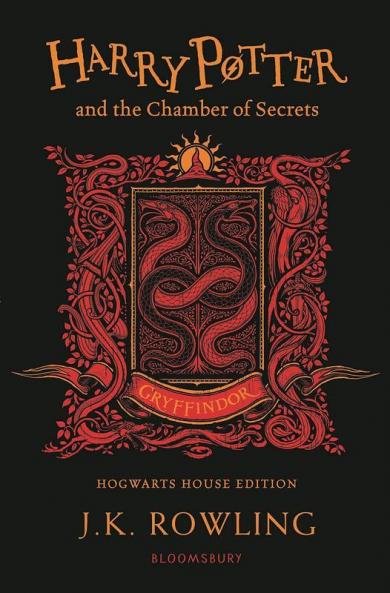 HARRY POTTER
and the Chamber of Secrets
GRYFFINDOR
HOGWARTS HOUSE EDITION
J.K. ROWLING
BLOOMSBURY